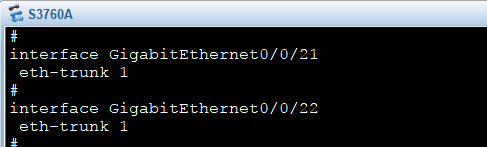 S3760A
#
interface GigabitEthernet0/0/21
 eth-trunk 1
#
interface GigabitEthernet0/0/22
 eth-trunk 1
#